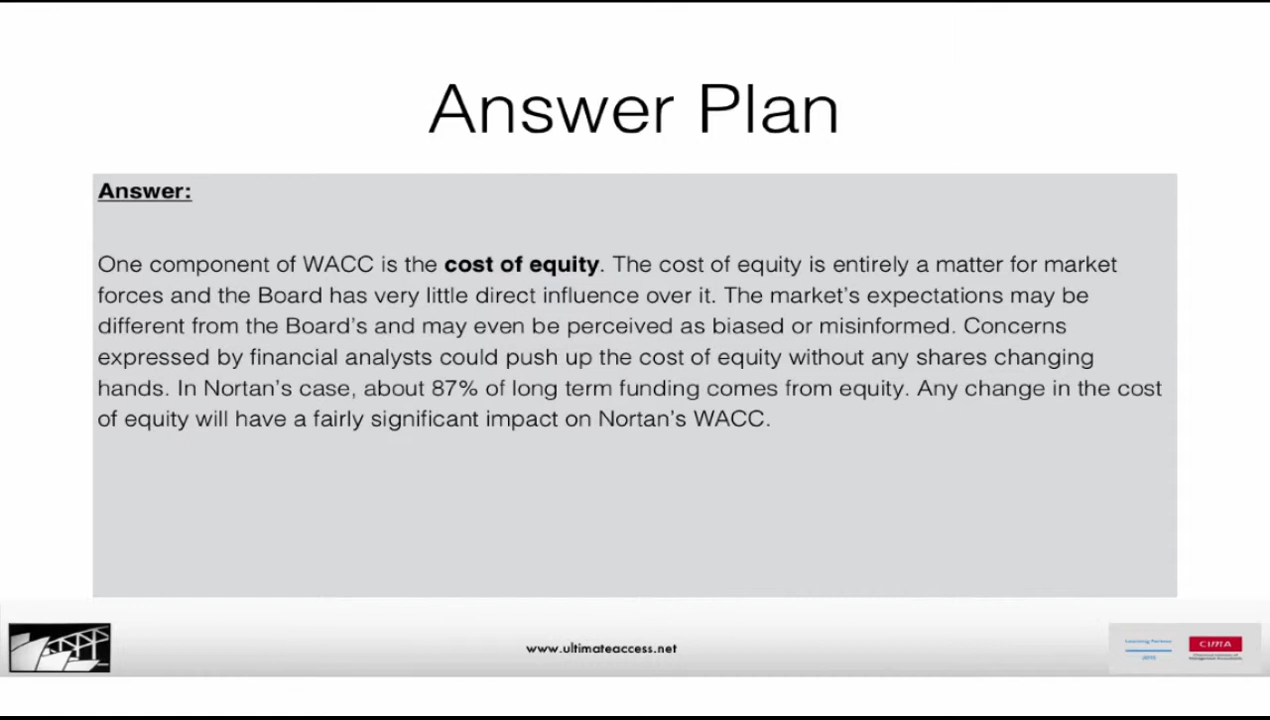 Answer Plan
Answer:
One component of WACC is the cost of equity. The cost of equity is entirely a matter for market
forces and the Board has very little direct influence over it. The market's expectations may be
different from the Board's and may even be perceived as biased or misinformed. Concerns
expressed by financial analysts could push up the cost of equity without any shares changing
hands. In Nortan's case, about 87% of long term funding comes from equity. Any change in the cost
of equity will have a fairly significant impact on Nortan's WACC.
www.ultimateaccess.net
Learning Partner
CIMA